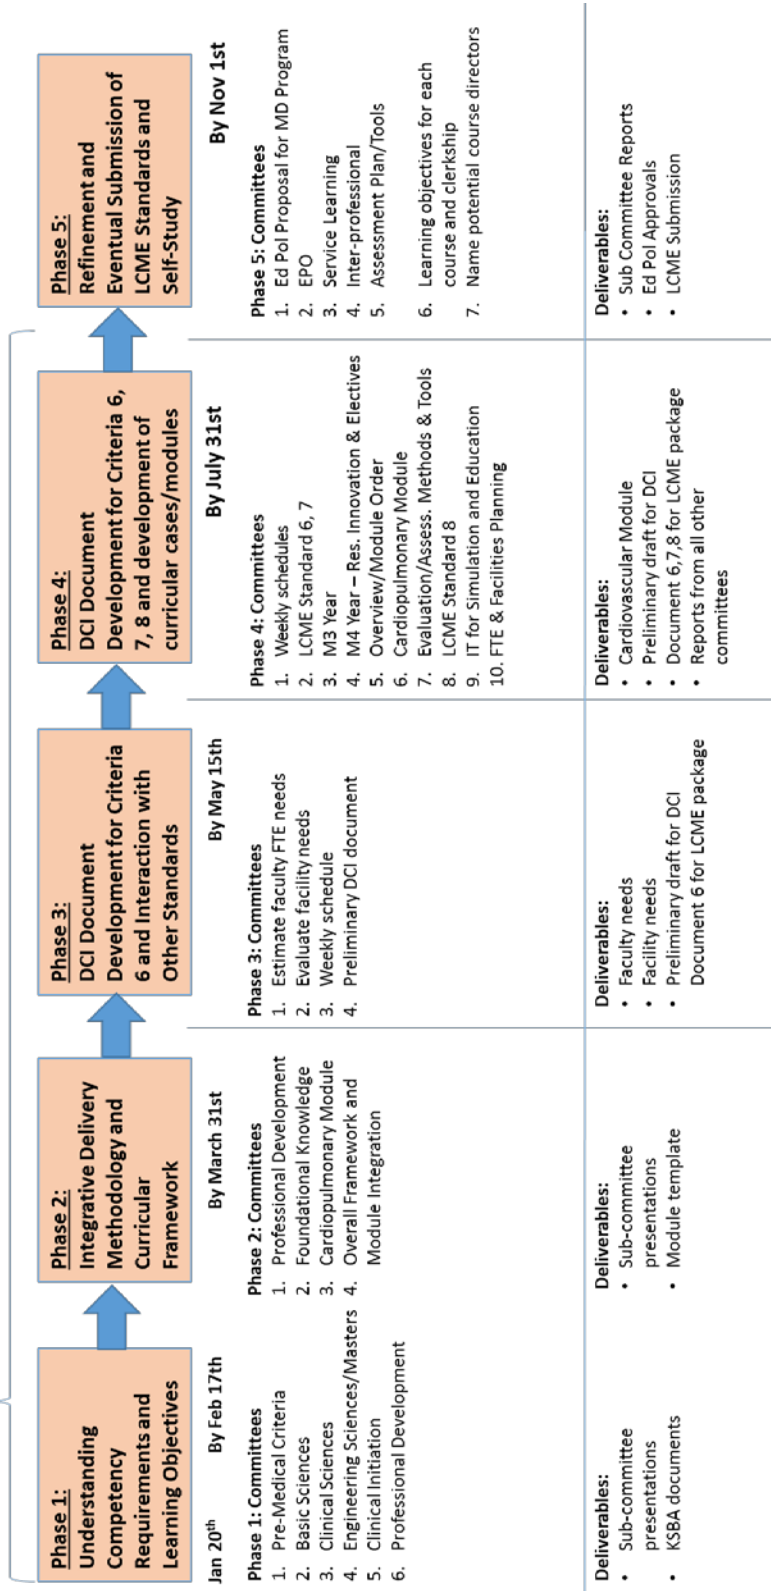 Phase 1:
Understanding
Competency
Requirements and
Learning Objectives
Phase 2:
Integrative Delivery
Methodology and
Curricular
Framework
Phase 3:
DCI Document
Development for Criteria
6 and Interaction with
Other Standards
Phase 4:
DCI Document
Development for Criteria 6,
7, 8 and development of
curricular cases/modules
Phase 5:
Refinement and
Eventual Submission of
LCME Standards and
Self-Study
Jan 20th
By Feb 17th
By March 31st
By May 15th
By July 31st
By Nov 1st
Phase 1: Committees
1. Pre-Medical Criteria
2. Basic Sciences
3. Clinical Sciences
4. Engineering Sciences/Masters
5. Clinical Initiation
6. Professional Development
Phase 2: Committees
1. Professional Development
2. Foundational Knowledge
3. Cardiopulmonary Module
4. Overall Framework and
Module Integration
Phase 3: Committees
1. Estimate faculty FTE needs
2. Evaluate facility needs
3. Weekly schedule
4. Preliminary DCI document
Phase 4: Committees
1. Weekly schedules
2. LCME Standard 6, 7
3. M3 Year
4. M4 Year – Res. Innovation & Electives
5. Overview/Module Order
6. Cardiopulmonary Module
7. Evaluation/Assess. Methods & Tools
8. LCME Standard 8
9. IT for Simulation and Education
10. FTE & Facilities Planning
Phase 5: Committees
1. Ed Pol Proposal for MD Program
2. EPO
3. Service Learning
4. Inter-professional
5. Assessment Plan/Tools
6. Learning objectives for each
course and clerkship
7. Name potential course directors
Deliverables:
• Sub-committee
presentations
• KSBA documents
Deliverables:
• Sub-committee
presentations
• Module template
Deliverables:
• Faculty needs
• Facility needs
• Preliminary draft for DCI
Document 6 for LCME package
Deliverables:
• Cardiovascular Module
• Preliminary draft for DCI
• Document 6,7,8 for LCME package
• Reports from all other
committees
Deliverables:
• Sub Committee Reports
• Ed Pol Approvals
• LCME Submission